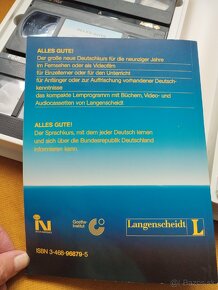 ALLES GUTE!
Der große neue Deutschkurs für die neunziger Jahre
im Fernsehen oder als Videofilm
für Einzellerner oder für den Unterricht
für Anfänger oder zur Auffrischung vorhandener Deutsch-
kenntnisse
das kompakte Lernprogramm mit Büchern, Video- und
Audiocassetten von Langenscheidt
ALLES GUTE!
Der Sprachkurs, mit dem jeder Deutsch lernen
und sich über die Bundesrepublik Deutschland
informieren kann.
Goethe-
Institut
Langenscheidt
L
ISBN 3-468-96879-5